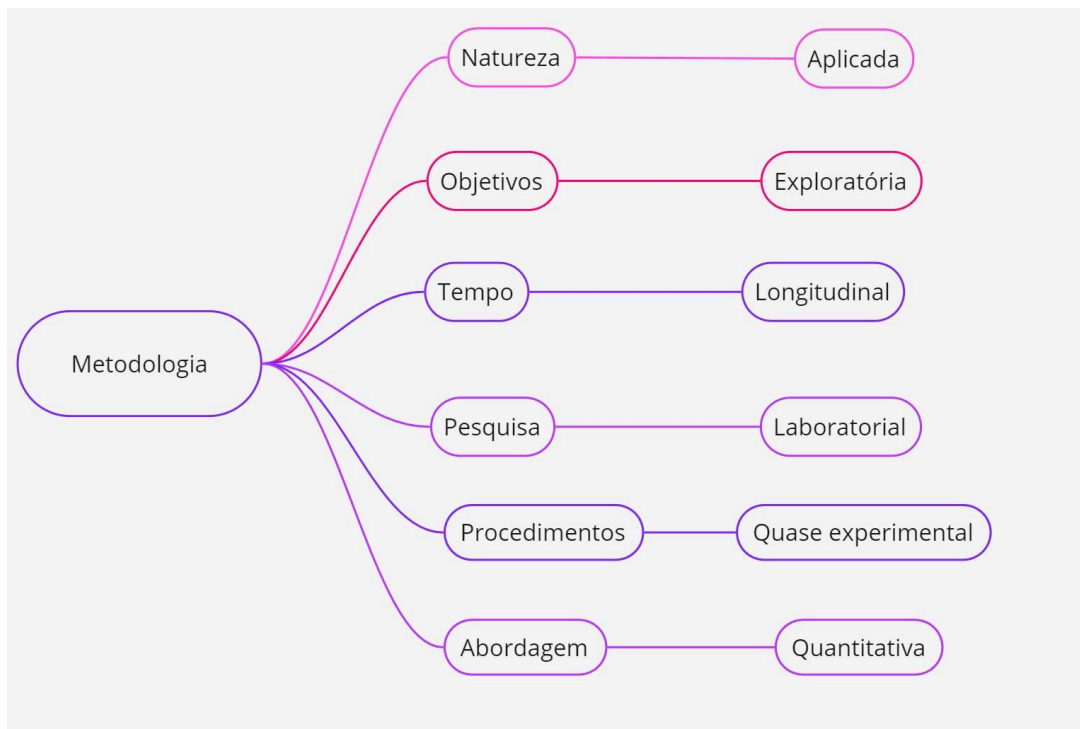 Natureza
Aplicada
Objetivos
Exploratória
Tempo
Longitudinal
Metodologia
Pesquisa
Laboratorial
Procedimentos
Quase experimental
Abordagem
Quantitativa